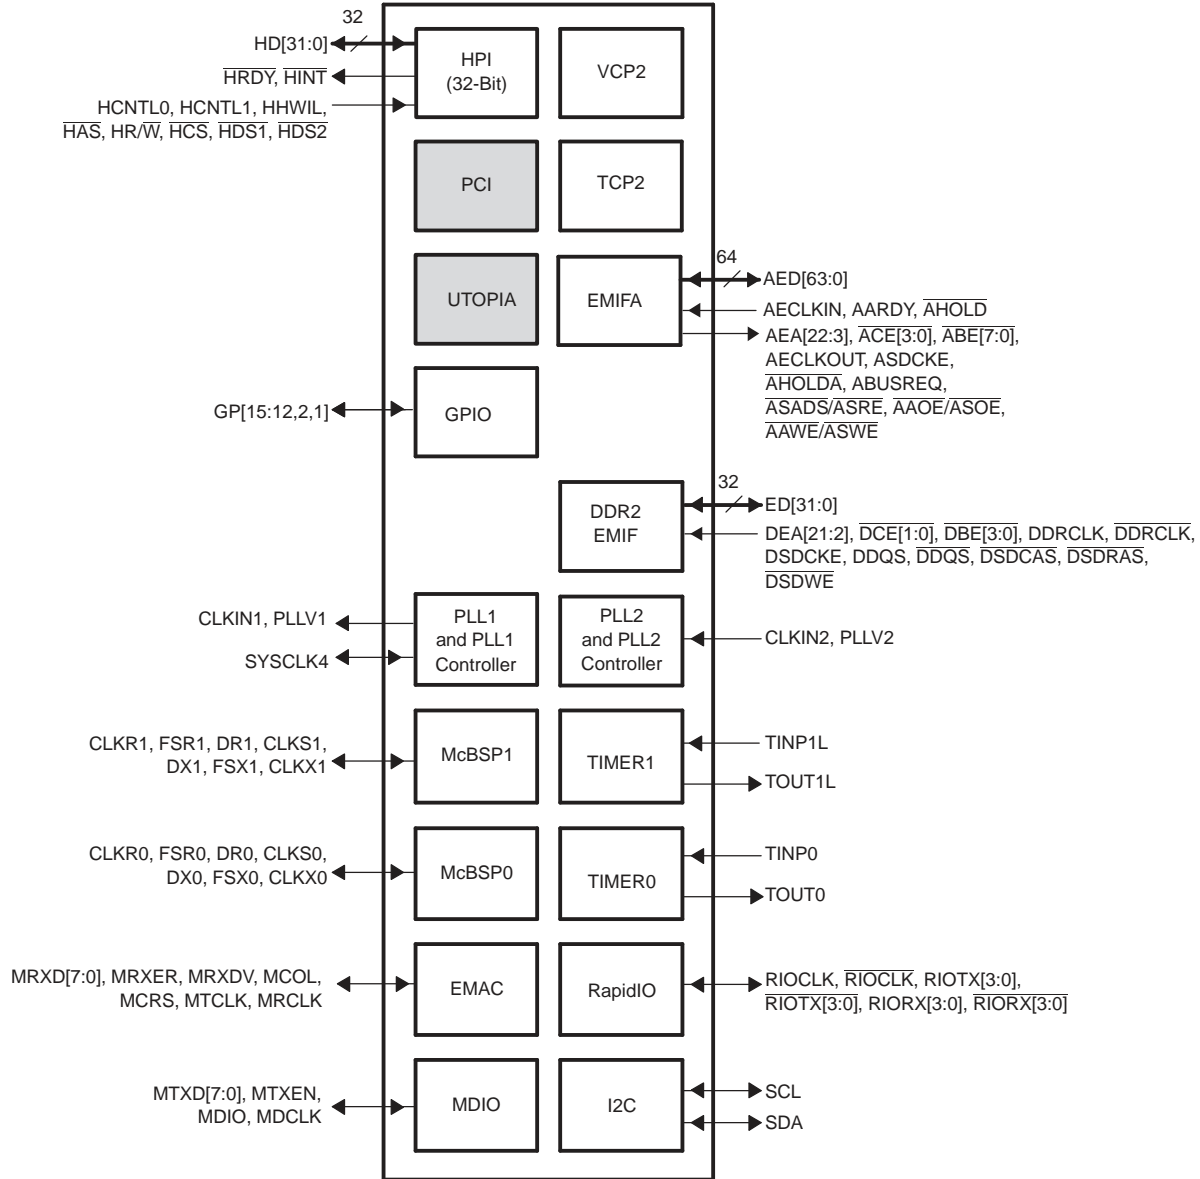 32
HD[31:0]
HRDY, HINT
HCNTL0, HCNTL1, HHWIL,
HAS, HR/W, HCS, HDS1, HDS2
HPI
(32-Bit)
VCP2
PCI
TCP2
UTOPIA
EMIFA
64
AED[63:0]
AECLKIN, AARDY, AHOLD
AEA[22:3], ACE[3:0], ABE[7:0],
AECLKOUT, ASDCKE,
AHOLDA, ABUSREQ,
ASADS/ASRE, AAOE/ASOE,
AAWE/ASWE
GP[15:12,2,1]
GPIO
DDR2
EMIF
32
ED[31:0]
DEA[21:2], DCE[1:0], DBE[3:0], DDRCLK, DDRCLK,
DSDCKE, DDQS, DDQS, DSDCAS, DSDRAS,
DSDWE
CLKIN1, PLLV1
SYSCLK4
PLL1
and PLL1
Controller
PLL2
and PLL2
Controller
CLKIN2, PLLV2
CLKR1, FSR1, DR1, CLKS1,
DX1, FSX1, CLKX1
McBSP1
TIMER1
TINP1L
TOUT1L
CLKR0, FSR0, DR0, CLKS0,
DX0, FSX0, CLKX0
McBSP0
TIMER0
TINP0
TOUT0
MRXD[7:0], MRXER, MRXDV, MCOL,
MCRS, MTCLK, MRCLK
EMAC
RapidIO
RIOCLK, RIOCLK, RIOTX[3:0],
RIOTX[3:0], RIORX[3:0], RIORX[3:0]
MTXD[7:0], MTXEN,
MDIO, MDCLK
MDIO
I2C
SCL
SDA